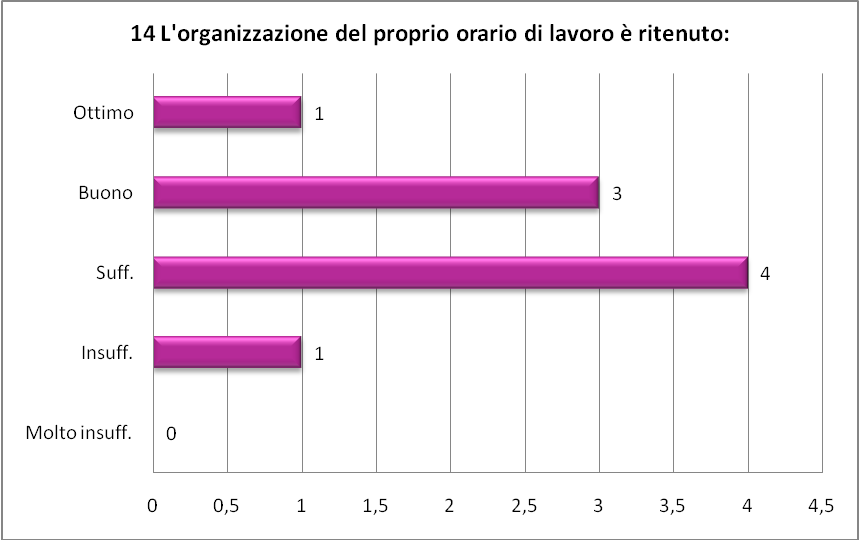 14 L'organizzazione del proprio orario di lavoro è ritenuto:
Ottimo 1
Buono 3
Suff. 4
Insuff. 1
Molto insuff. 0
0 0,5 1 1,5 2 2,5 3 3,5 4 4,5